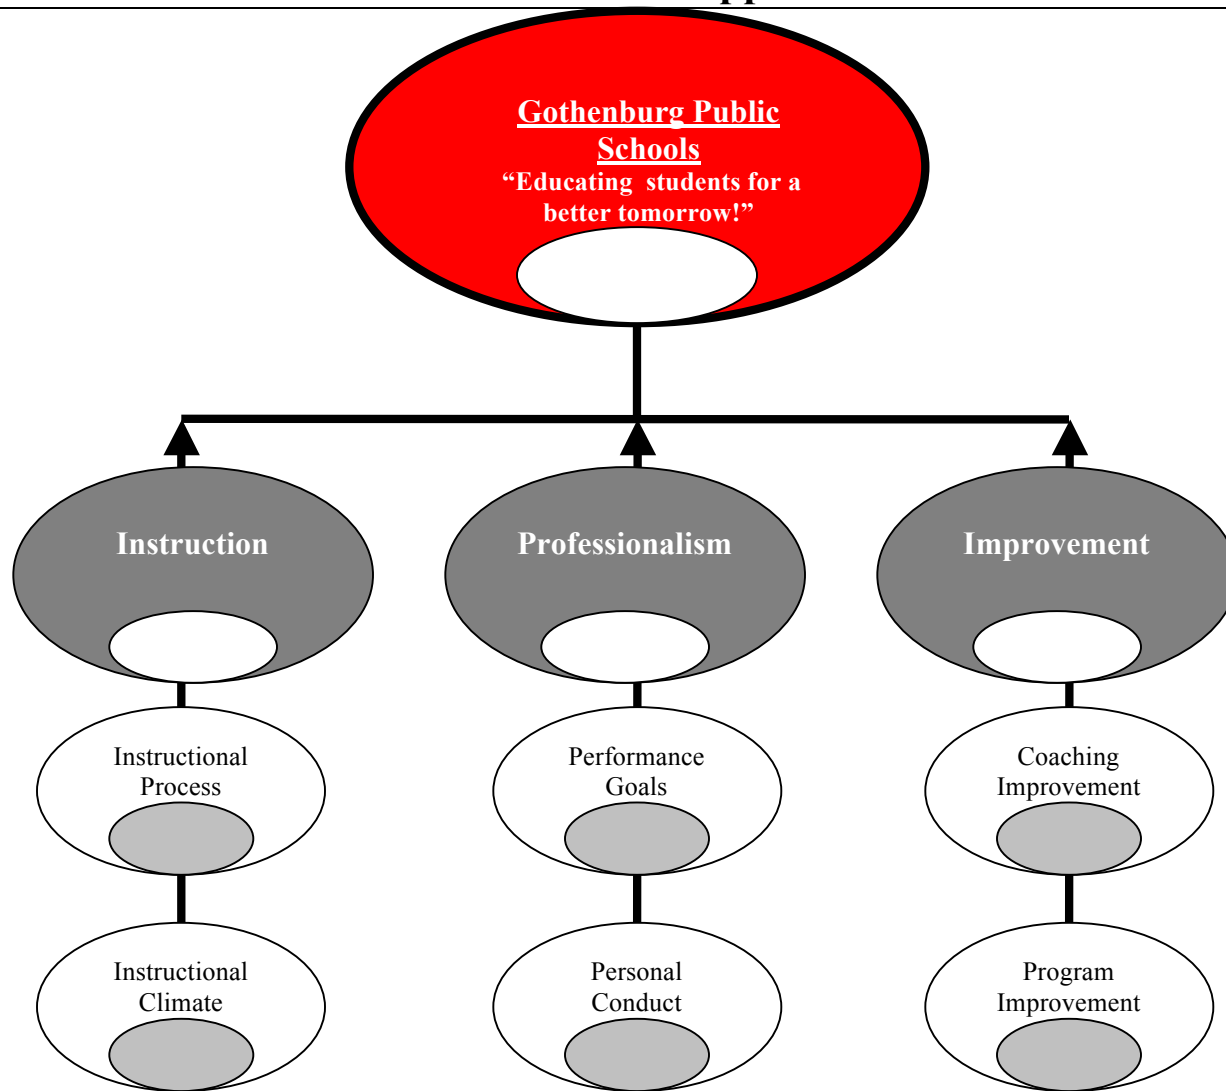 Gothenburg Public
Schools
“Educating  students for a
better tomorrow!”
Instruction
Professionalism
Improvement
Instructional
Process
Performance
Goals
Coaching
Improvement
Instructional
Climate
Personal
Conduct
Program
Improvement